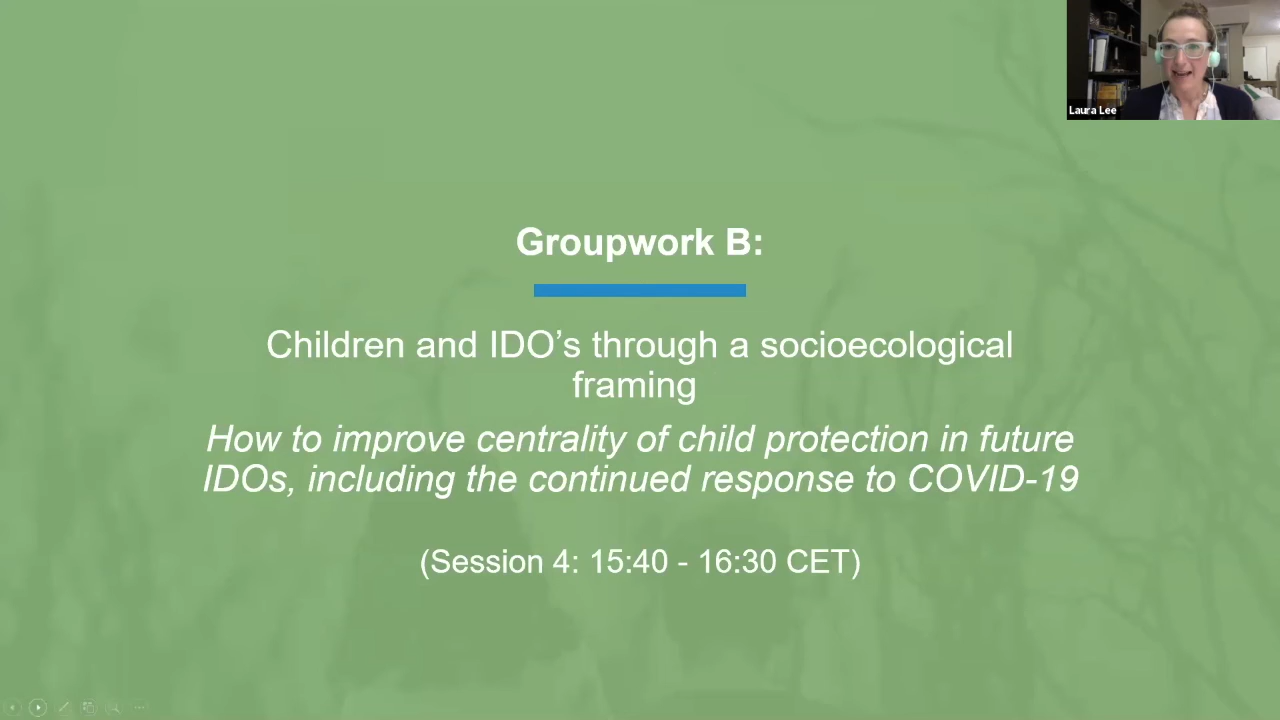 Laura Lee
Groupwork B:
Children and IDO’s through a socioecological
framing
How to improve centrality of child protection in future
IDOs, including the continued response to COVID-19
(Session 4: 15:40 - 16:30 CET)